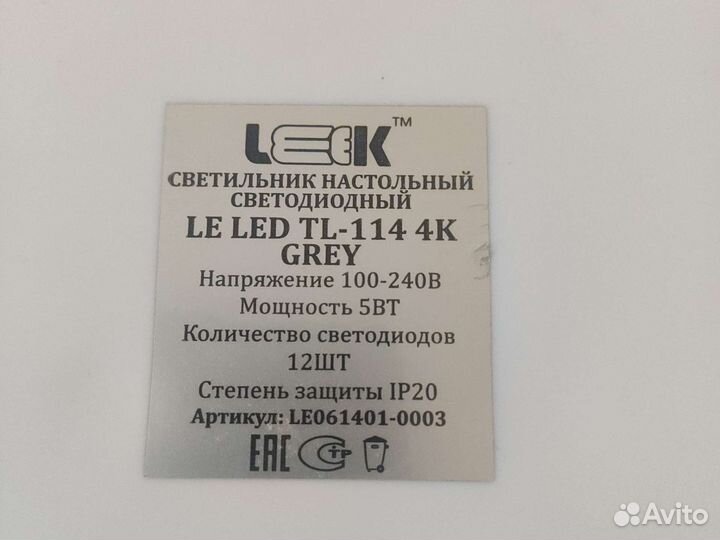 LEEK™
СВЕТИЛЬНИК НАСТОЛЬНЫЙ
СВЕТОДИОДНЫЙ
LE LED TL-114 4K
GREY
Напряжение 100-240В
Мощность 5ВТ
Количество светодиодов
12ШТ
Степень защиты IP20
Артикул: LE061401-0003
EAC СТР
Avito